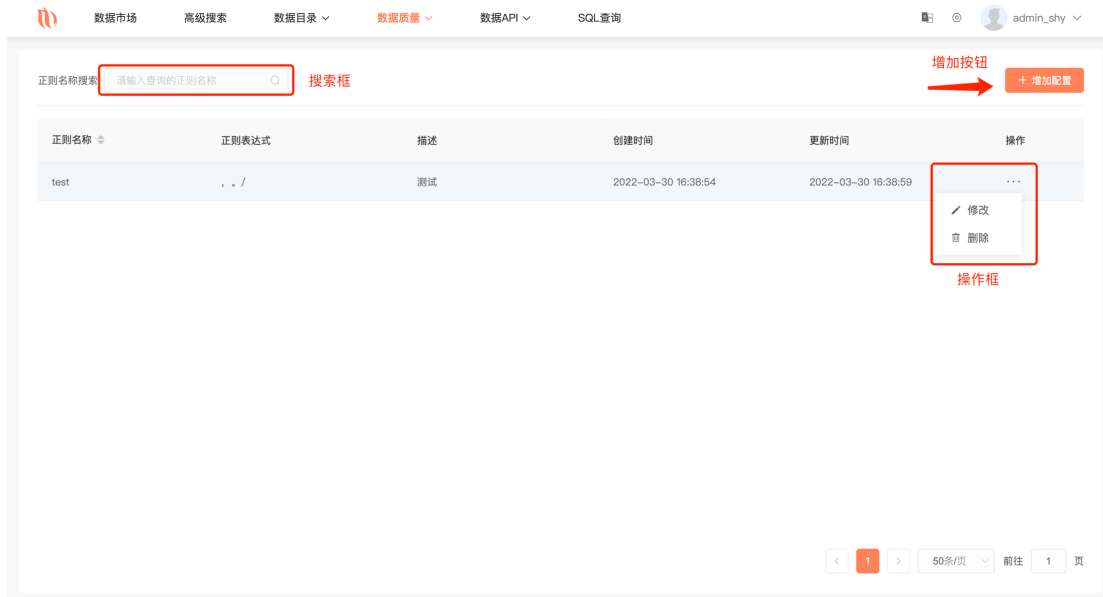 数据市场 高级搜索 数据目录 数据质量 数据API SQL查询 admin_shy
增加按钮
正则名称搜索 请输入查询的正则名称 搜索框 + 增加配置
正则名称 正则表达式 描述 创建时间 更新时间 操作
test ，。/ 测试 2022-03-30 16:38:54 2022-03-30 16:38:59 ···
修改
删除
操作框
< 1 > 50条/页 前往 1 页